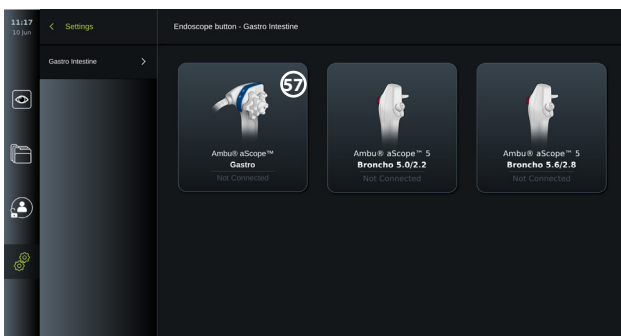 11:17
10 Jun
Settings
Endoscope button - Gastro Intestine
Gastro Intestine
57
Ambu® aScope™
Gastro
Not Connected
Ambu® aScope™ 5
Broncho 5.0/2.2
Not Connected
Ambu® aScope™ 5
Broncho 5.6/2.8
Not Connected